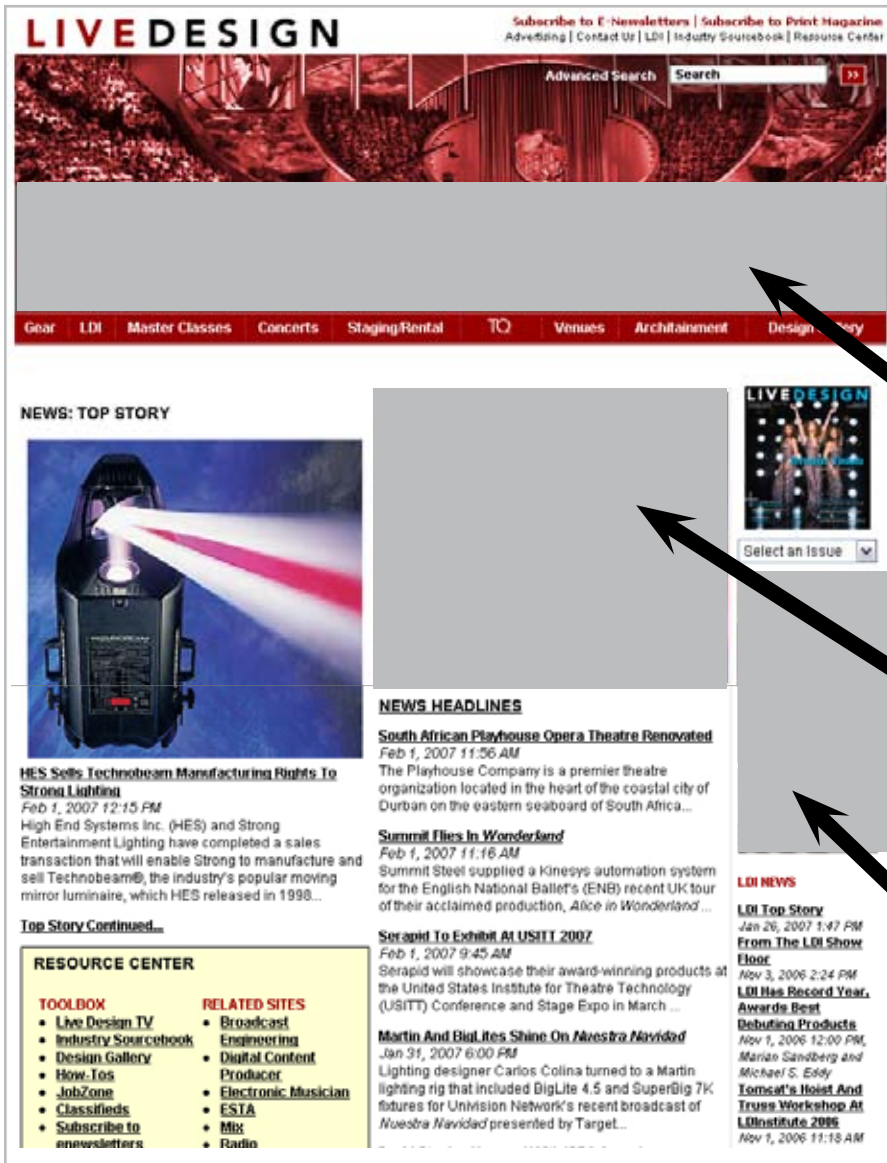 LIVEDESIGN
Subscribe to E-Newsletters | Subscribe to Print Magazine
Advertising | Contact Us | LDI | Industry Sourcebook | Resource Center
Advanced Search Search
Gear LDI Master Classes Concerts Staging/Rental TQ Venues Architainment Design
NEWS: TOP STORY
HES Sells Technobeam Manufacturing Rights To
Strong Lighting
Feb 1, 2007 12:15 PM
High End Systems Inc. (HES) and Strong
Entertainment Lighting have completed a sales
transaction that will enable Strong to manufacture and
sell Technobeam®, the industry's popular moving
mirror luminaire, which HES released in 1998...
Top Story Continued...
RESOURCE CENTER
TOOLBOX
• Live Design TV
• Industry Sourcebook
• Design Gallery
• How-Tos
• JobZone
• Classifieds
• Subscribe to
enewsletters
RELATED SITES
• Broadcast
Engineering
• Digital Content
Producer
• Electronic Musician
• ESTA
• Mix
• Radio
NEWS HEADLINES
South African Playhouse Opera Theatre Renovated
Feb 1, 2007 11:56 AM
The Playhouse Company is a premier theatre
organization located in the heart of the coastal city of
Durban on the eastern seaboard of South Africa...
Summit Flies In Wonderland
Feb 1, 2007 11:16 AM
Summit Steel supplied a Kinesys automation system
for the English National Ballet's (ENB) recent UK tour
of their acclaimed production, Alice in Wonderland ...
Serapid To Exhibit At USITT 2007
Feb 1, 2007 9:45 AM
Serapid will showcase their award-winning products at
the United States Institute for Theatre Technology
(USITT) Conference and Stage Expo in March ...
Martin And BigLites Shine On Nuestra Navidad
Jan 31, 2007 6:00 PM
Lighting designer Carlos Colina turned to a Martin
lighting rig that included BigLite 4.5 and SuperBig 7K
fixtures for Univision Network's recent broadcast of
Nuestra Navidad presented by Target...
LIVEDESIGN
Select an Issue
LDI NEWS
LDI Top Story
Jan 26, 2007 1:47 PM
From The LDI Show
Floor
Nov 3, 2006 2:24 PM
LDI Has Record Year,
Awards Best
Debuting Products
Nov 1, 2006 12:00 PM,
Marian Sandberg and
Michael S. Eddy
Tomcat's Hoist And
Truss Workshop At
LDInstitute 2006
Nov 1, 2006 11:18 AM